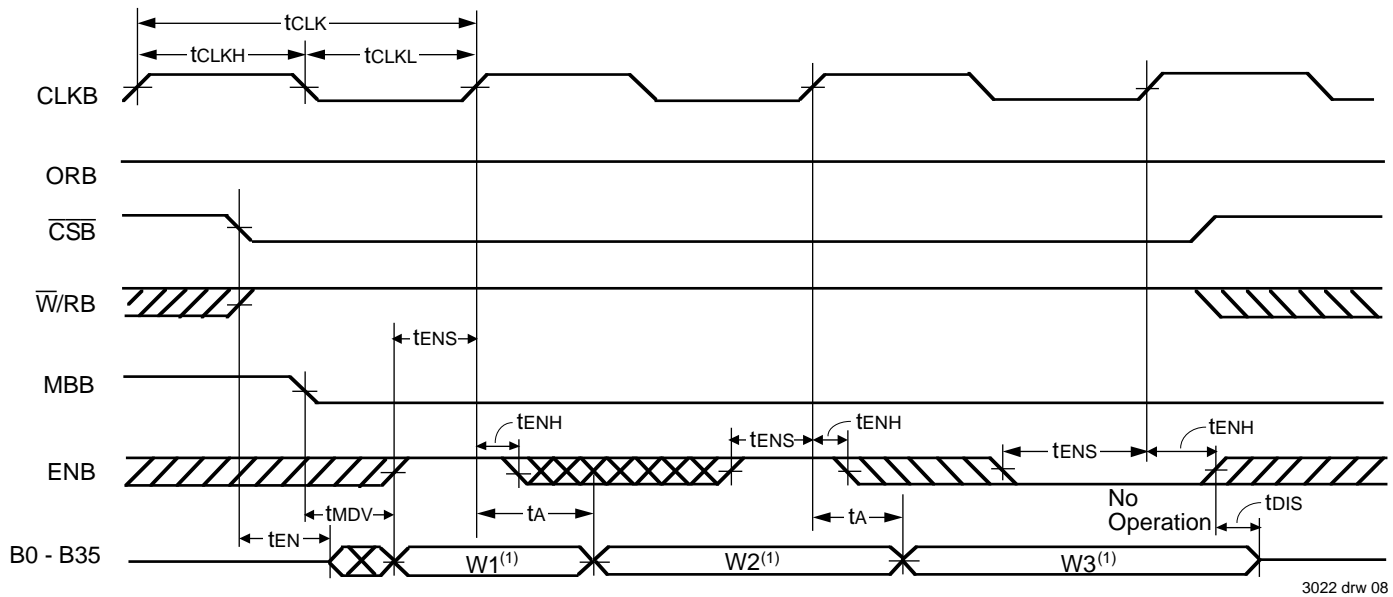 tCLK
tCLKH
tCLKL
CLKB
ORB
CSB
W/RB
tENS
MBB
tENH
tENS
tENH
tENS
tENH
ENB
tMDV
tA
tA
No
Operation
tDIS
tEN
B0 - B35
W1(1)
W2(1)
W3(1)
3022 drw 08